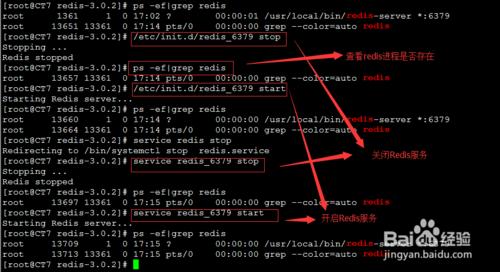 [root@CT7 redis-3.0.2]# ps -ef|grep redis
root 1361 1 0 17:02 ? 00:00:01 /usr/local/bin/redis-server *:6379
root 13651 13361 0 17:14 pts/0 00:00:00 grep --color=auto redis
[root@CT7 redis-3.0.2]# /etc/init.d/redis_6379 stop
Stopping ...
Redis stopped
[root@CT7 redis-3.0.2]# ps -ef|grep redis 查看redis进程是否存在
root 13657 13361 0 17:14 pts/0 00:00:00 grep --color=auto redis
[root@CT7 redis-3.0.2]# /etc/init.d/redis_6379 start
Starting Redis server...
[root@CT7 redis-3.0.2]# ps -ef|grep redis
root 13660 1 0 17:14 ? 00:00:00 /usr/local/bin/redis-server *:6379
root 13664 13361 0 17:14 pts/0 00:00:00 grep --color=auto redis
[root@CT7 redis-3.0.2]# service redis stop
Redirecting to /bin/systemctl stop redis.service
[root@CT7 redis-3.0.2]# service redis_6379 stop 关闭Redis服务
Stopping ...
Redis stopped
[root@CT7 redis-3.0.2]# ps -ef|grep redis
root 13697 13361 0 17:15 pts/0 00:00:00 grep --color=auto redis
[root@CT7 redis-3.0.2]# service redis_6379 start 开启Redis服务
Starting Redis server...
[root@CT7 redis-3.0.2]# ps -ef|grep redis
root 13709 1 0 17:15 ? 00:00:00 /usr/local/bin/redis-server *:6379
root 13713 13361 0 17:15 pts/0 00:00:00 grep --color=auto redis
[root@CT7 redis-3.0.2]#
Baidu 经验
jingyan.baidu.com